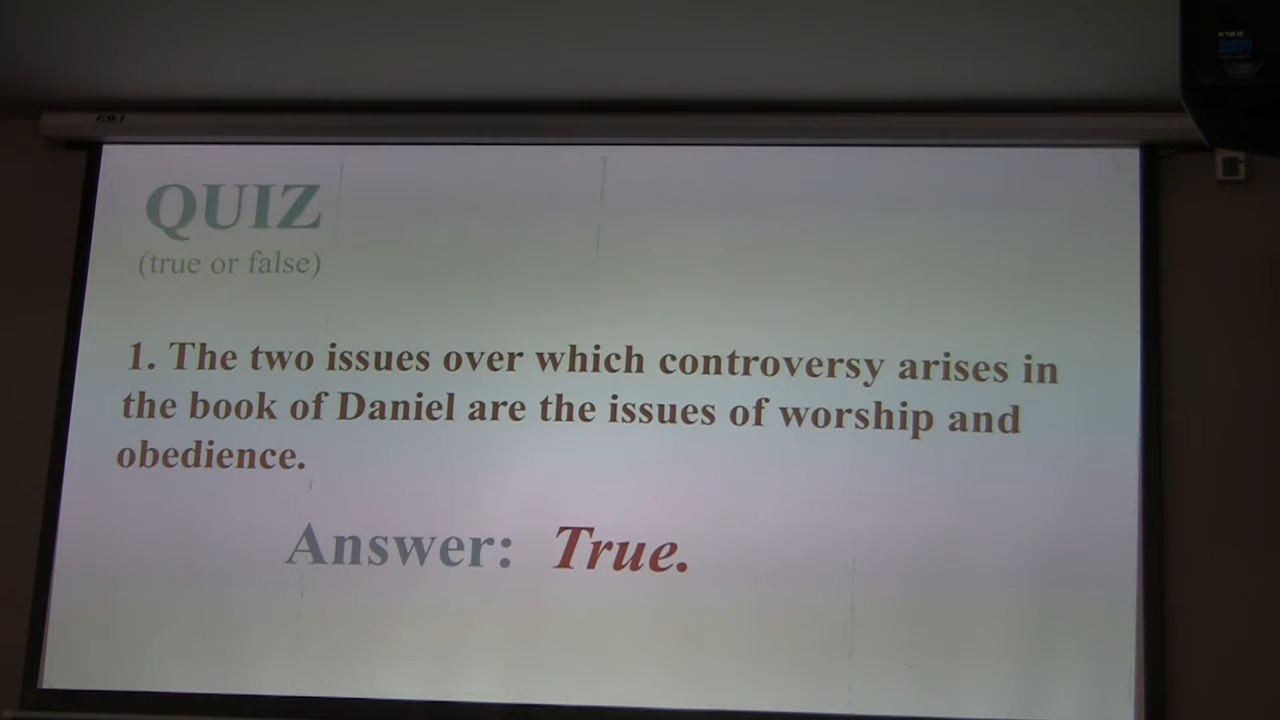 QUIZ
(true or false)
1. The two issues over which controversy arises in
the book of Daniel are the issues of worship and
obedience.
Answer: True.